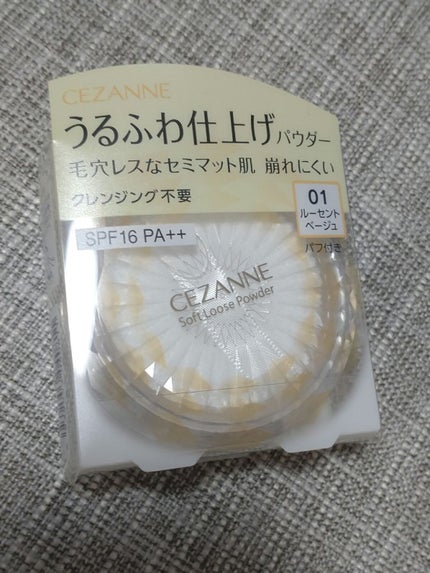 CEZANNE
うるふわ仕上げパウダー
毛穴レスなセミマット肌 崩れにくい
クレンジング不要
01
ルーセント
ベージュ
SPF16 PA++
パフ付き
CEZANNE
Soft Loose Powder